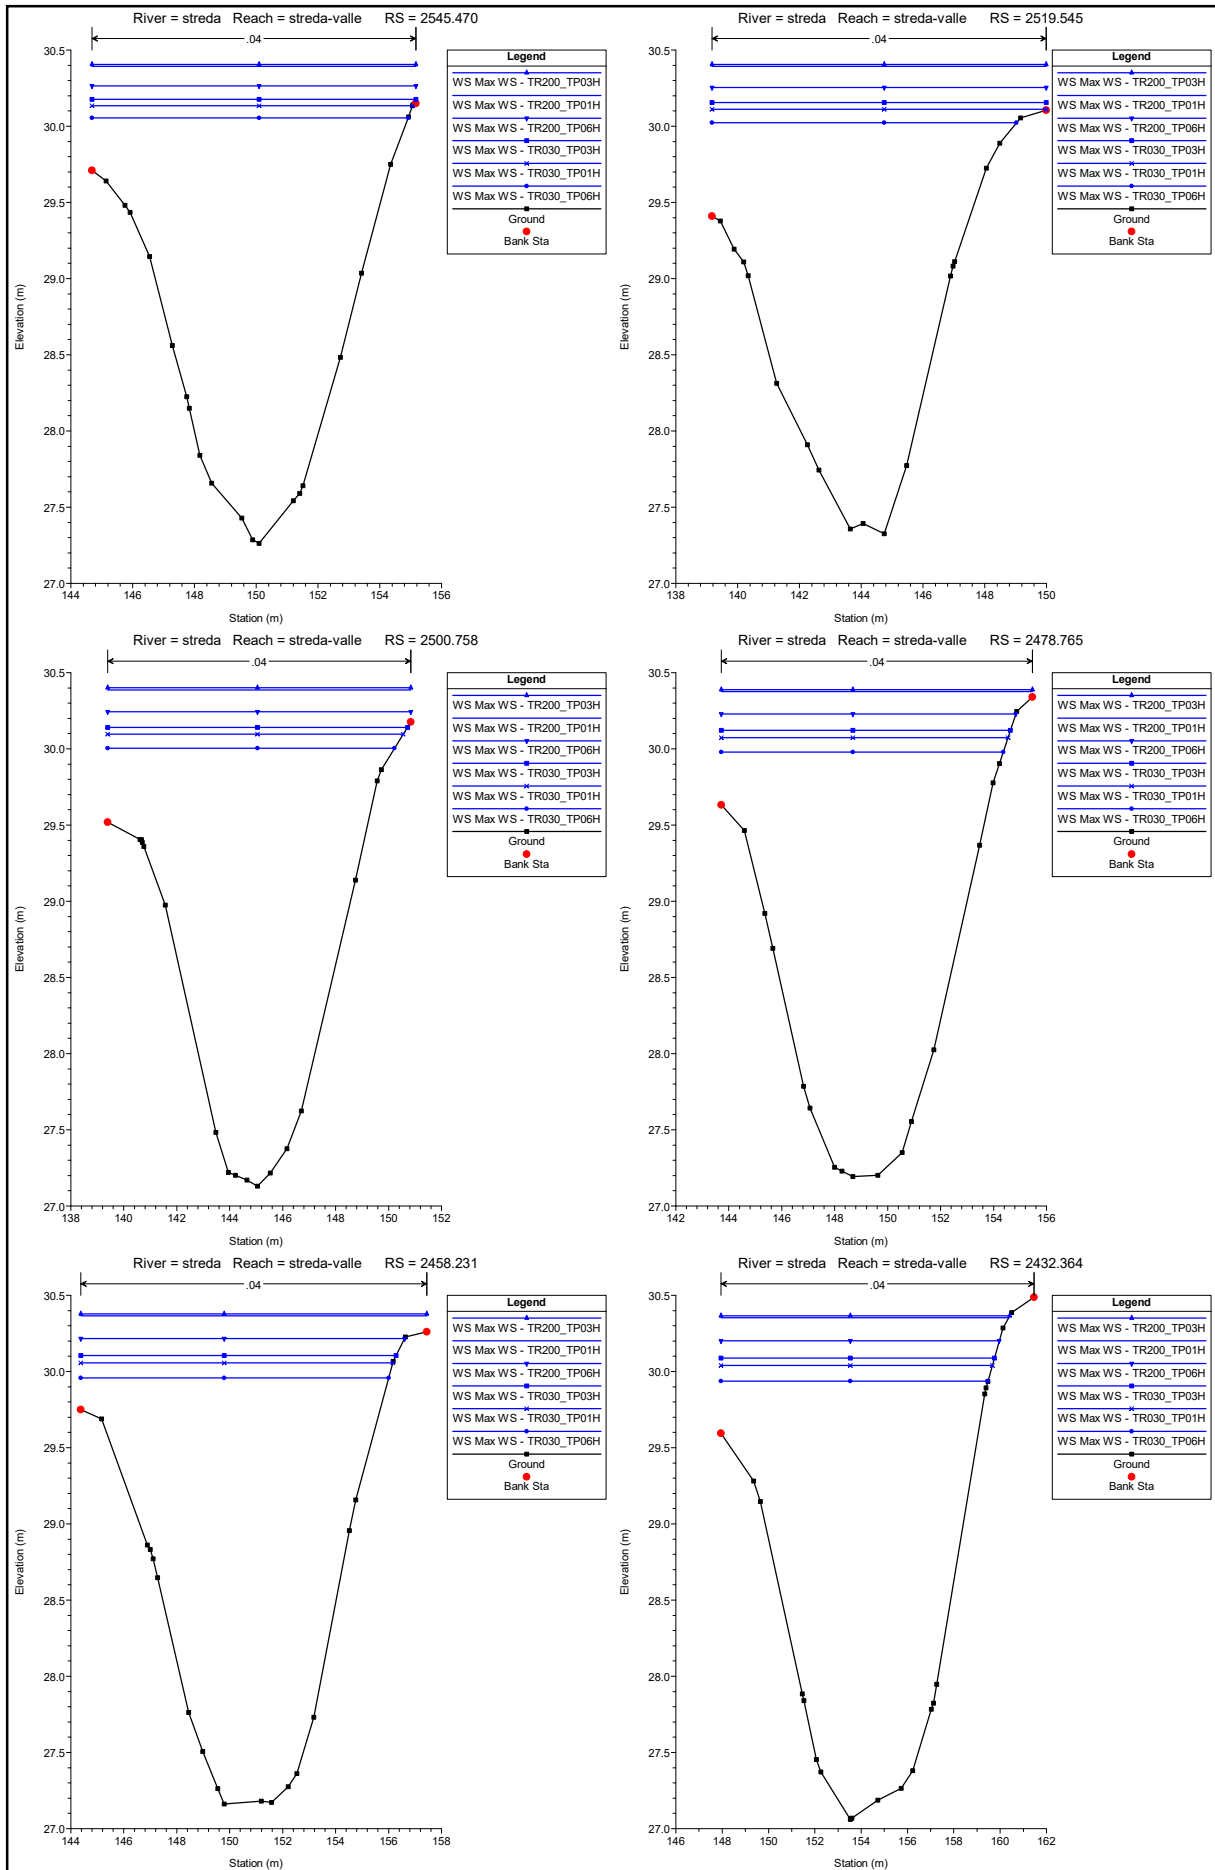 River = streda Reach = streda-valle RS = 2545.470
.04
30.5
30.0
29.5
29.0
28.5
28.0
27.5
27.0
Elevation (m)
144 146 148 150 152 154 156
Station (m)
Legend
WS Max WS - TR200_TP03H
WS Max WS - TR200_TP01H
WS Max WS - TR200_TP06H
WS Max WS - TR030_TP03H
WS Max WS - TR030_TP01H
WS Max WS - TR030_TP06H
Ground
Bank Sta
River = streda Reach = streda-valle RS = 2519.545
.04
30.5
30.0
29.5
29.0
28.5
28.0
27.5
27.0
Elevation (m)
138 140 142 144 146 148 150
Station (m)
Legend
WS Max WS - TR200_TP03H
WS Max WS - TR200_TP01H
WS Max WS - TR200_TP06H
WS Max WS - TR030_TP03H
WS Max WS - TR030_TP01H
WS Max WS - TR030_TP06H
Ground
Bank Sta
River = streda Reach = streda-valle RS = 2500.758
.04
30.5
30.0
29.5
29.0
28.5
28.0
27.5
27.0
Elevation (m)
138 140 142 144 146 148 150 152
Station (m)
Legend
WS Max WS - TR200_TP03H
WS Max WS - TR200_TP01H
WS Max WS - TR200_TP06H
WS Max WS - TR030_TP03H
WS Max WS - TR030_TP01H
WS Max WS - TR030_TP06H
Ground
Bank Sta
River = streda Reach = streda-valle RS = 2478.765
.04
30.5
30.0
29.5
29.0
28.5
28.0
27.5
27.0
Elevation (m)
142 144 146 148 150 152 154 156
Station (m)
Legend
WS Max WS - TR200_TP03H
WS Max WS - TR200_TP01H
WS Max WS - TR200_TP06H
WS Max WS - TR030_TP03H
WS Max WS - TR030_TP01H
WS Max WS - TR030_TP06H
Ground
Bank Sta
River = streda Reach = streda-valle RS = 2458.231
.04
30.5
30.0
29.5
29.0
28.5
28.0
27.5
27.0
Elevation (m)
144 146 148 150 152 154 156 158
Station (m)
Legend
WS Max WS - TR200_TP03H
WS Max WS - TR200_TP01H
WS Max WS - TR200_TP06H
WS Max WS - TR030_TP03H
WS Max WS - TR030_TP01H
WS Max WS - TR030_TP06H
Ground
Bank Sta
River = streda Reach = streda-valle RS = 2432.364
.04
30.5
30.0
29.5
29.0
28.5
28.0
27.5
27.0
Elevation (m)
146 148 150 152 154 156 158 160 162
Station (m)
Legend
WS Max WS - TR200_TP03H
WS Max WS - TR200_TP01H
WS Max WS - TR200_TP06H
WS Max WS - TR030_TP03H
WS Max WS - TR030_TP01H
WS Max WS - TR030_TP06H
Ground
Bank Sta